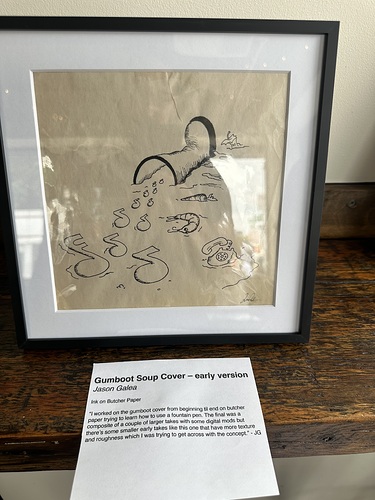 Gumboot Soup Cover – early version
Jason Galea
Ink on Butcher Paper
"I worked on the gumboot cover from beginning til end on butcher
paper trying to learn how to use a fountain pen. The final was a
composite of a couple of larger takes with some digital mods but
there's some smaller early takes like this one that have more texture
and roughness which I was trying to get across with the concept." - JG